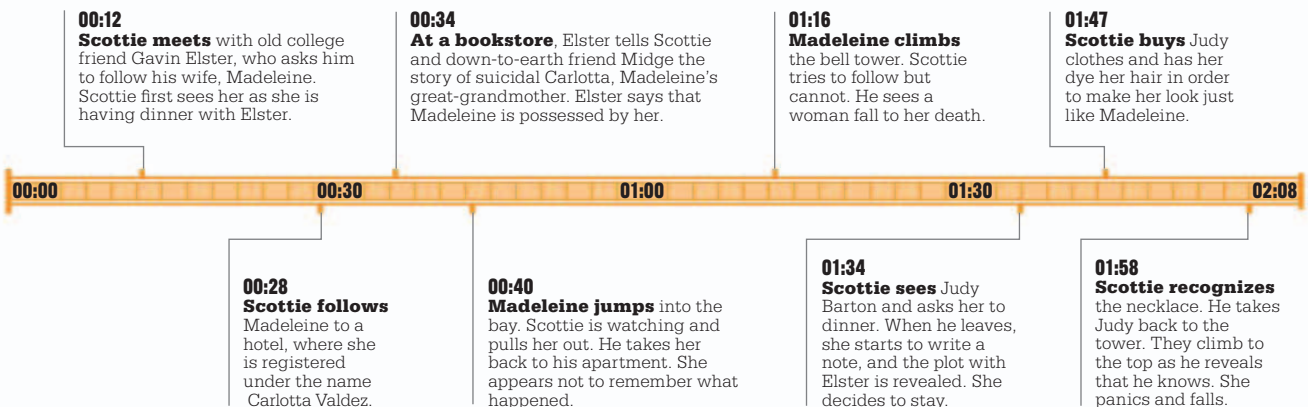 00:12
Scottie meets with old college
friend Gavin Elster, who asks him
to follow his wife, Madeleine.
Scottie first sees her as she is
having dinner with Elster.
00:34
At a bookstore, Elster tells Scottie
and down-to-earth friend Midge the
story of suicidal Carlotta, Madeleine's
great-grandmother. Elster says that
Madeleine is possessed by her.
01:16
Madeleine climbs
the bell tower. Scottie
tries to follow but
cannot. He sees a
woman fall to her death.
01:47
Scottie buys Judy
clothes and has her
dye her hair in order
to make her look just
like Madeleine.
00:00
00:30
01:00
01:30
02:08
00:28
Scottie follows
Madeleine to a
hotel, where she
is registered
under the name
Carlotta Valdez.
00:40
Madeleine jumps into the
bay. Scottie is watching and
pulls her out. He takes her
back to his apartment. She
appears not to remember what
happened.
01:34
Scottie sees Judy
Barton and asks her to
dinner. When he leaves,
she starts to write a
note, and the plot with
Elster is revealed. She
decides to stay.
01:58
Scottie recognizes
the necklace. He takes
Judy back to the
tower. They climb to
the top as he reveals
that he knows. She
panics and falls.